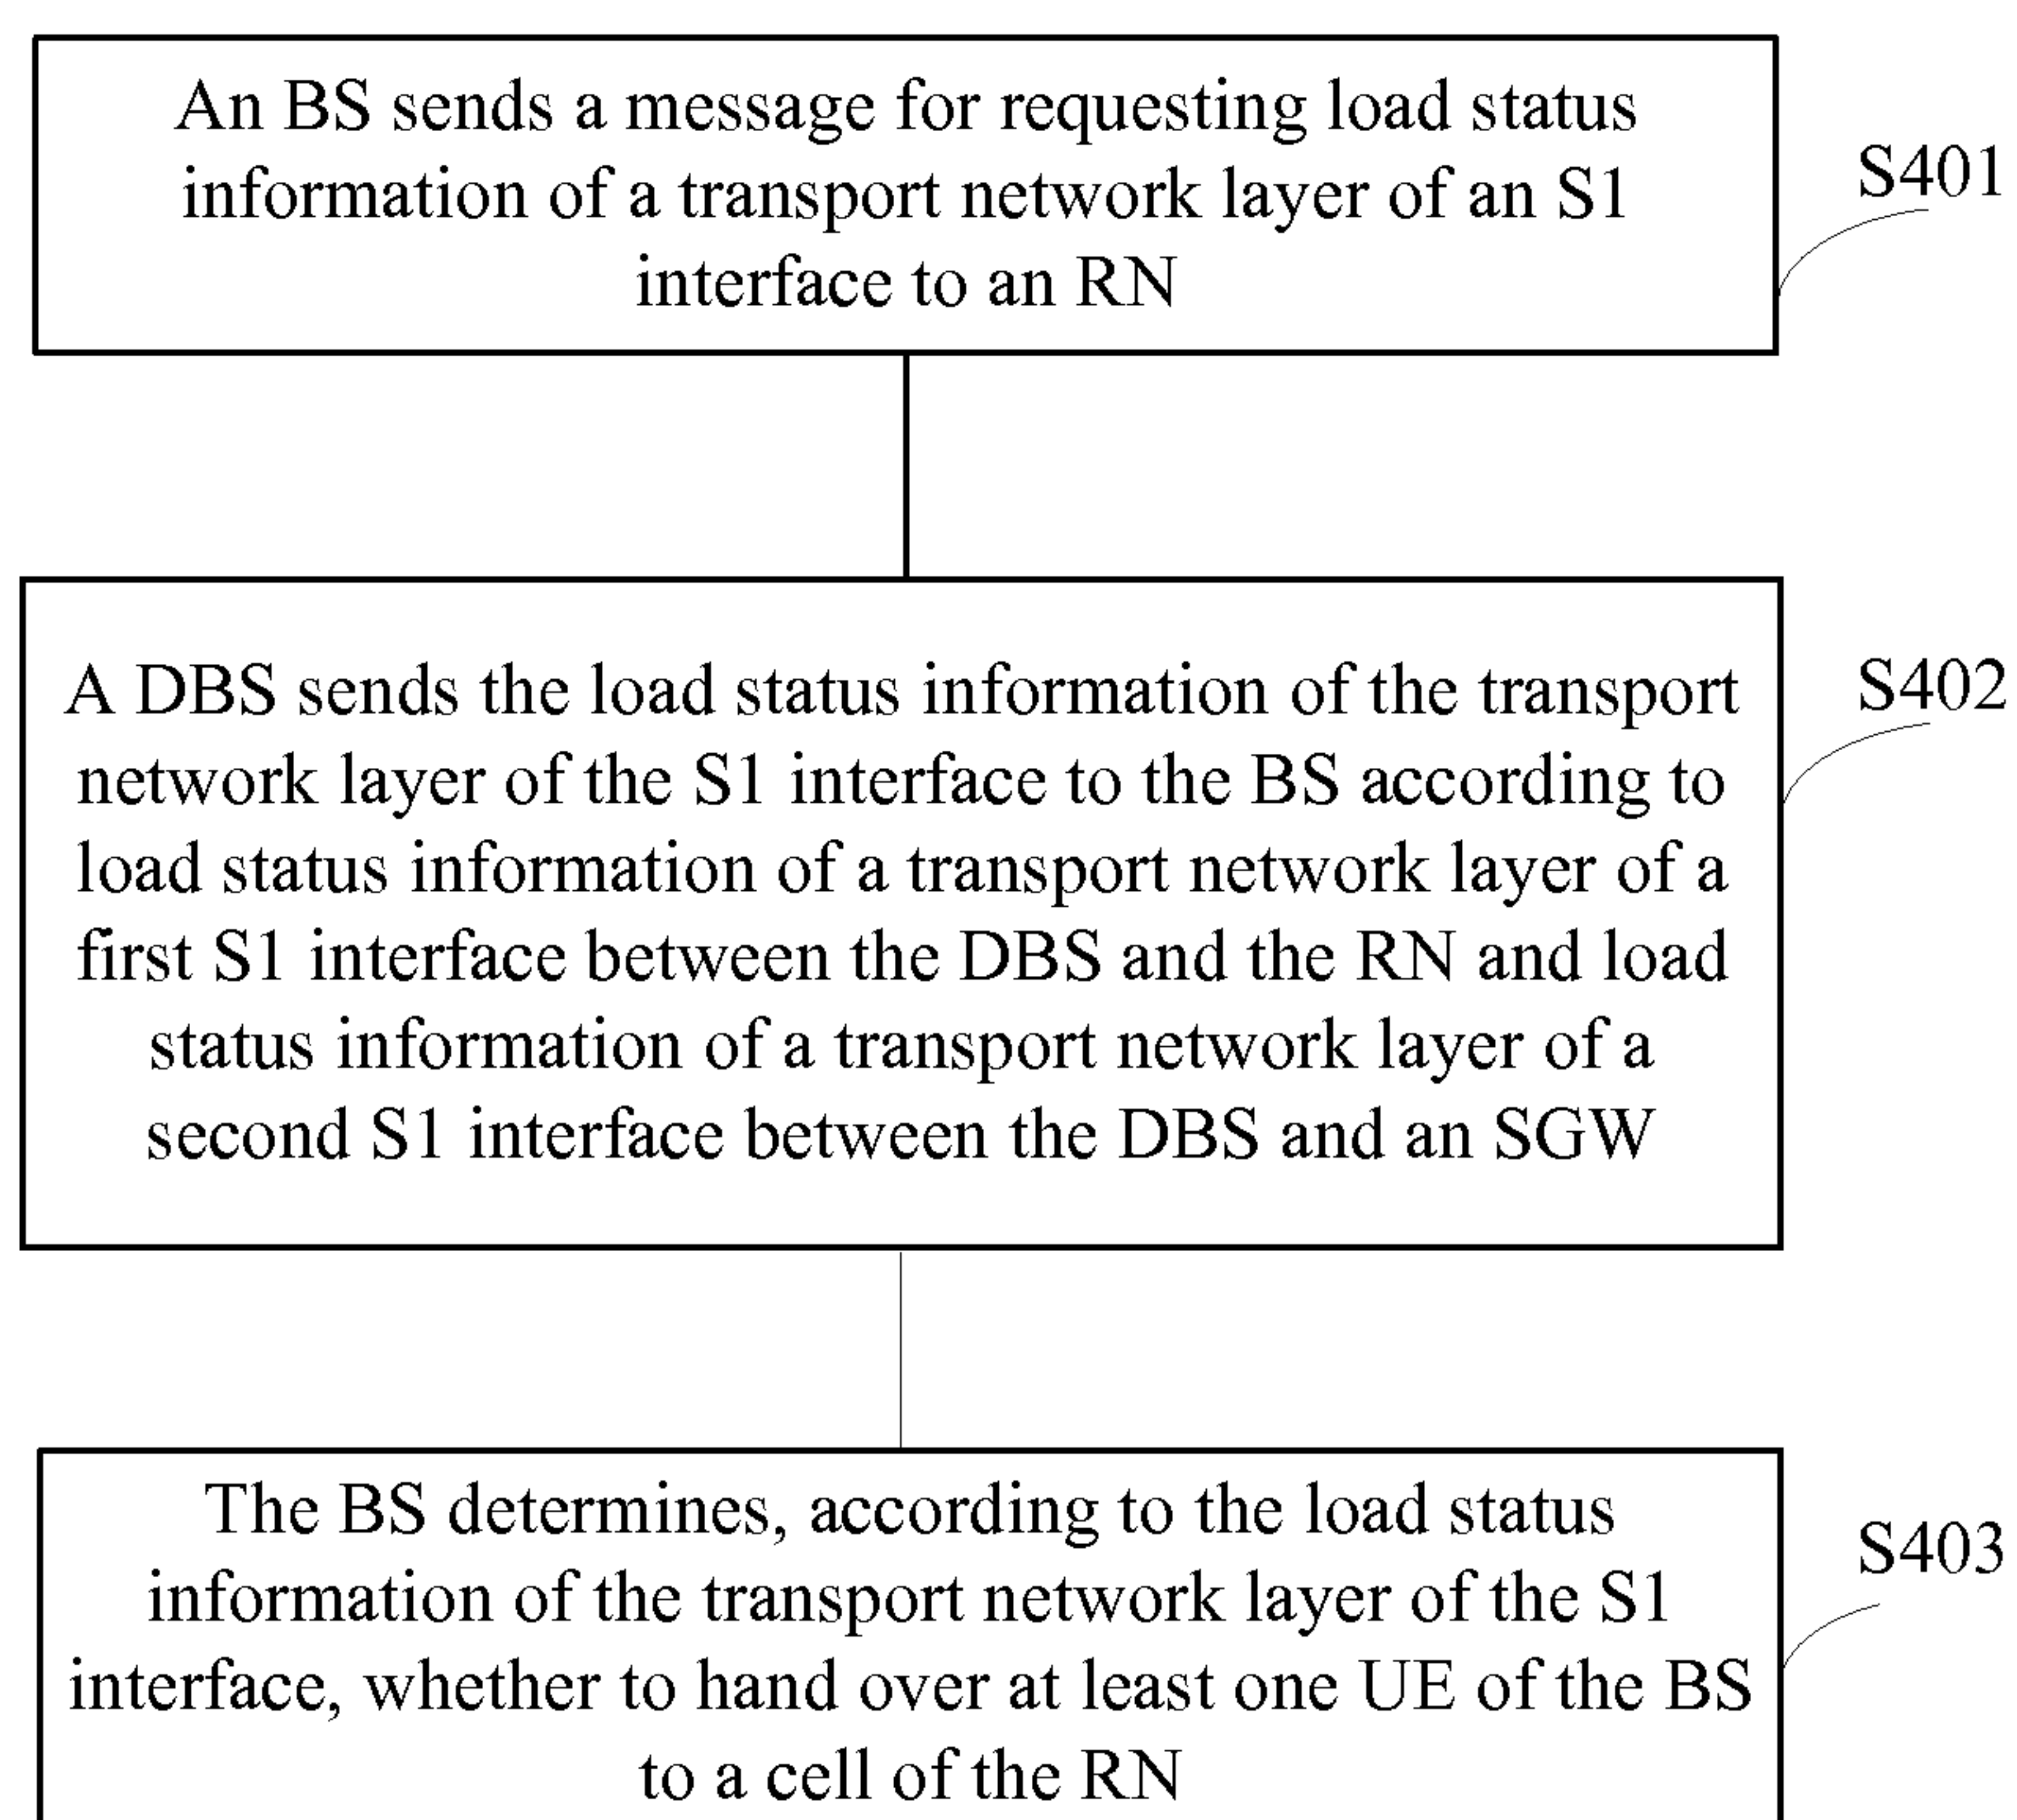 An BS sends a message for requesting load status
information of a transport network layer of an S1
interface to an RN
S401
A DBS sends the load status information of the transport
network layer of the S1 interface to the BS according to
load status information of a transport network layer of a
first S1 interface between the DBS and the RN and load
status information of a transport network layer of a
second S1 interface between the DBS and an SGW
S402
The BS determines, according to the load status
information of the transport network layer of the S1
interface, whether to hand over at least one UE of the BS
to a cell of the RN
S403